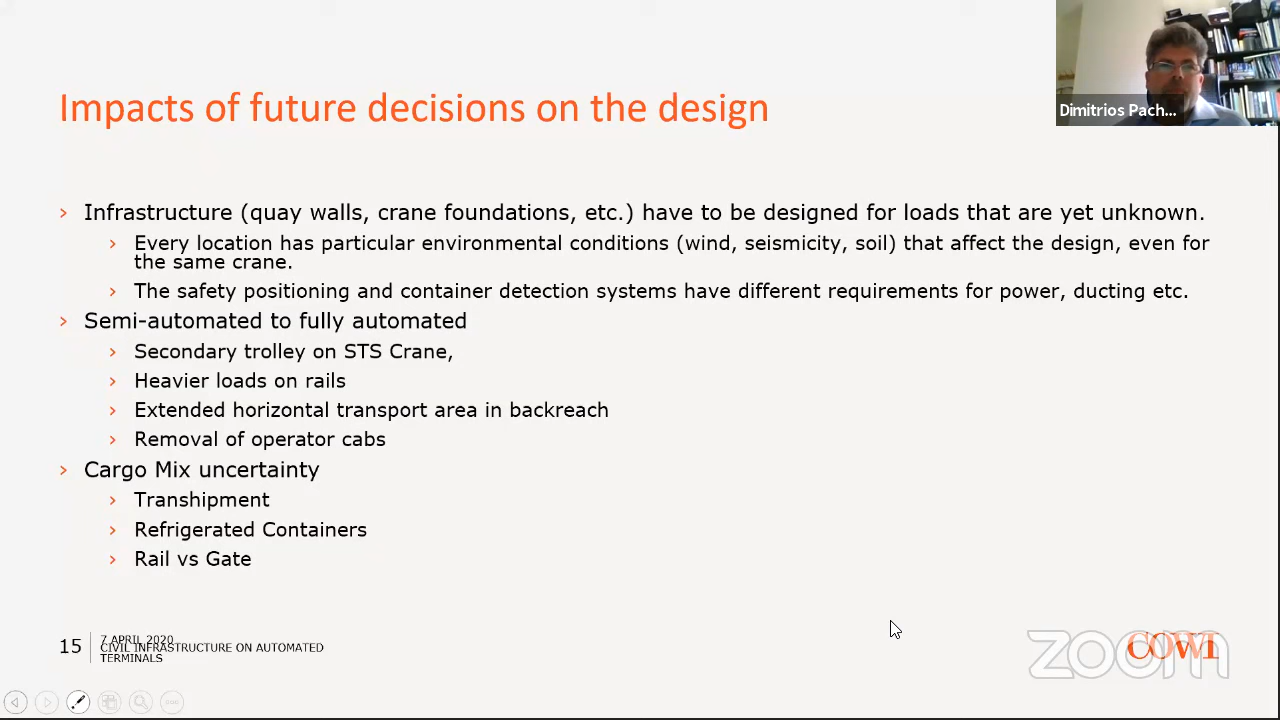 Dimitrios Pach...
Impacts of future decisions on the design
› Infrastructure (quay walls, crane foundations, etc.) have to be designed for loads that are yet unknown.
› Every location has particular environmental conditions (wind, seismicity, soil) that affect the design, even for
the same crane.
› The safety positioning and container detection systems have different requirements for power, ducting etc.
› Semi-automated to fully automated
› Secondary trolley on STS Crane,
› Heavier loads on rails
› Extended horizontal transport area in backreach
› Removal of operator cabs
› Cargo Mix uncertainty
› Transhipment
› Refrigerated Containers
› Rail vs Gate
15
7 APRIL 2020
CIVIL INFRASTRUCTURE ON AUTOMATED
TERMINALS
COWI
zoom